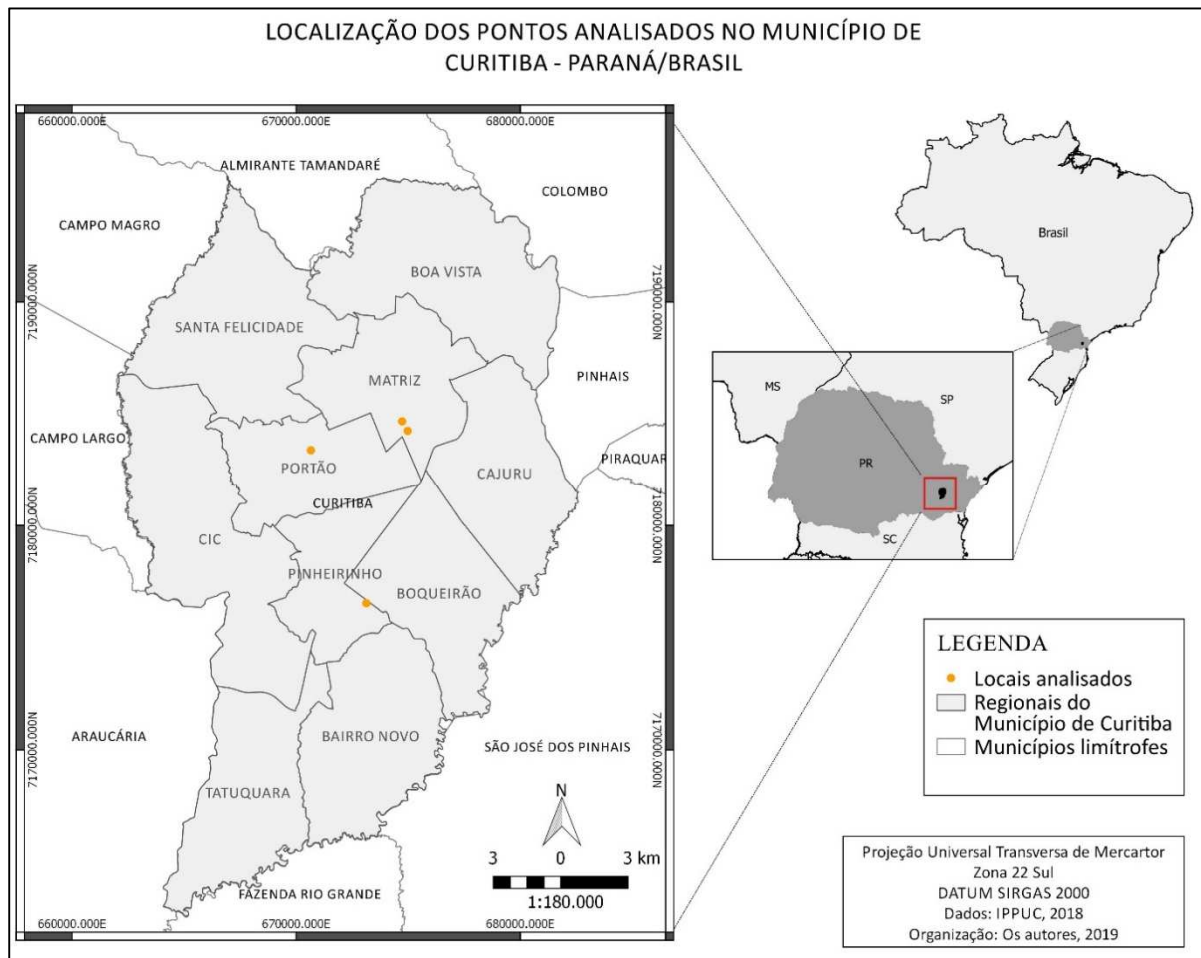 LOCALIZAÇÃO DOS PONTOS ANALISADOS NO MUNICÍPIO DE
CURITIBA - PARANÁ/BRASIL
660000.000E
670000.000E
680000.000E
ALMIRANTE TAMANDARÉ
COLOMBO
CAMPO MAGRO
BOA VISTA
7190000.000N
7190000.000N
SANTA FELICIDADE
MATRIZ
PINHAIS
CAMPO LARGO
PORTÃO
CAJURU
PIRAQUAR
CURITIBA
7180000.000N
7180000.000N
CIC
PINHEIRINHO
BOQUEIRÃO
ARAUCÁRIA
BAIRRO NOVO
SÃO JOSÉ DOS PINHAIS
7170000.000N
7170000.000N
TATUQUARA
N
3 0 3 km
1:180.000
FAZENDA RIO GRANDE
660000.000E
670000.000E
680000.000E
Brasil
MS
SP
PR
SC
RS
LEGENDA
Locais analisados
Regionais do
Município de Curitiba
Municípios limítrofes
Projeção Universal Transversa de Mercartor
Zona 22 Sul
DATUM SIRGAS 2000
Dados: IPPUC, 2018
Organização: Os autores, 2019